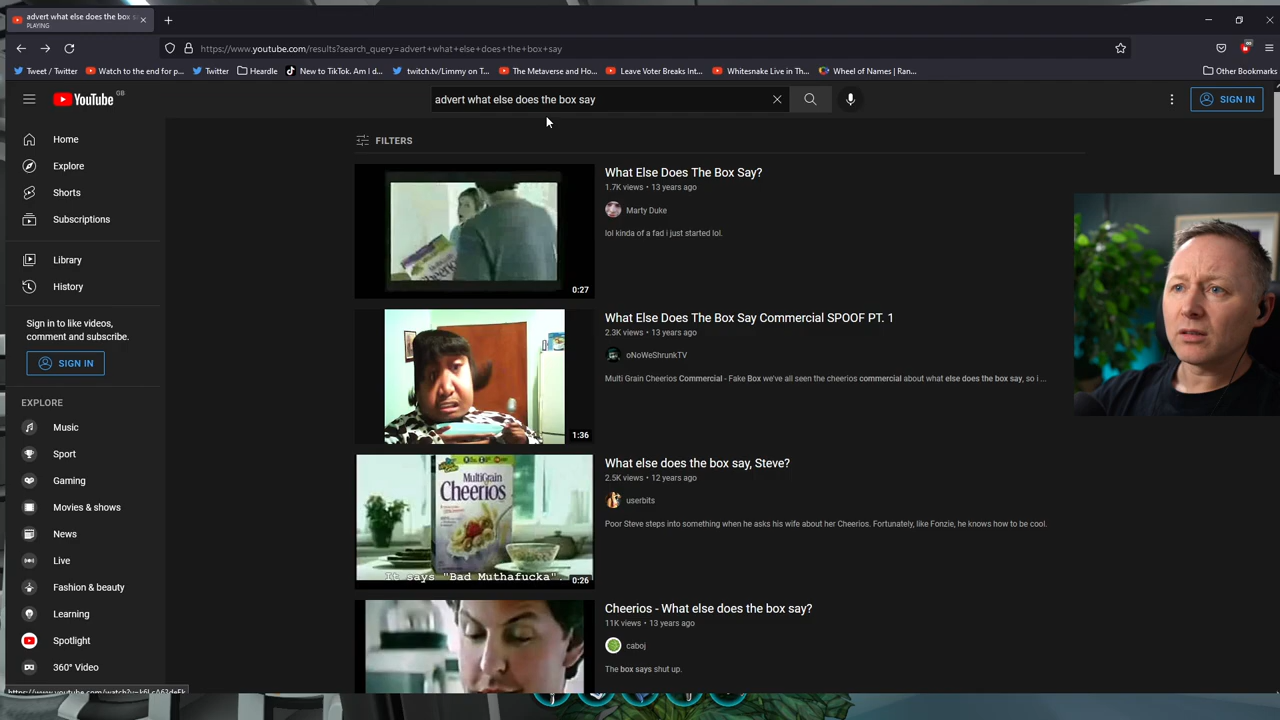 advert what else does the box sa
PLAYING
https://www.youtube.com/results?search_query=advert+what+else+does+the+box+say
Tweet / Twitter
Watch to the end for p...
Twitter
Heardle
New to TikTok. Am I d...
twitch.tv/Limmy on T...
The Metaverse and Ho...
Leave Voter Breaks Int...
Whitesnake Live in Th...
Wheel of Names | Ran...
Other Bookmarks
YouTube GB
advert what else does the box say
SIGN IN
Home
Explore
Shorts
Subscriptions
Library
History
Sign in to like videos,
comment and subscribe.
SIGN IN
EXPLORE
Music
Sport
Gaming
Movies & shows
News
Live
Fashion & beauty
Learning
Spotlight
360° Video
FILTERS
0:27
What Else Does The Box Say?
1.7K views • 13 years ago
Marty Duke
lol kinda of a fad i just started lol.
1:36
What Else Does The Box Say Commercial SPOOF PT. 1
2.3K views • 13 years ago
oNoWeShrunkTV
Multi Grain Cheerios Commercial - Fake Box we've all seen the cheerios commercial about what else does the box say, so i ...
MultiGrain
Cheerios
It says "Bad Muthafucka".
0:26
What else does the box say, Steve?
2.5K views • 12 years ago
userbits
Poor Steve steps into something when he asks his wife about her Cheerios. Fortunately, like Fonzie, he knows how to be cool.
Cheerios - What else does the box say?
11K views • 13 years ago
caboj
The box says shut up.